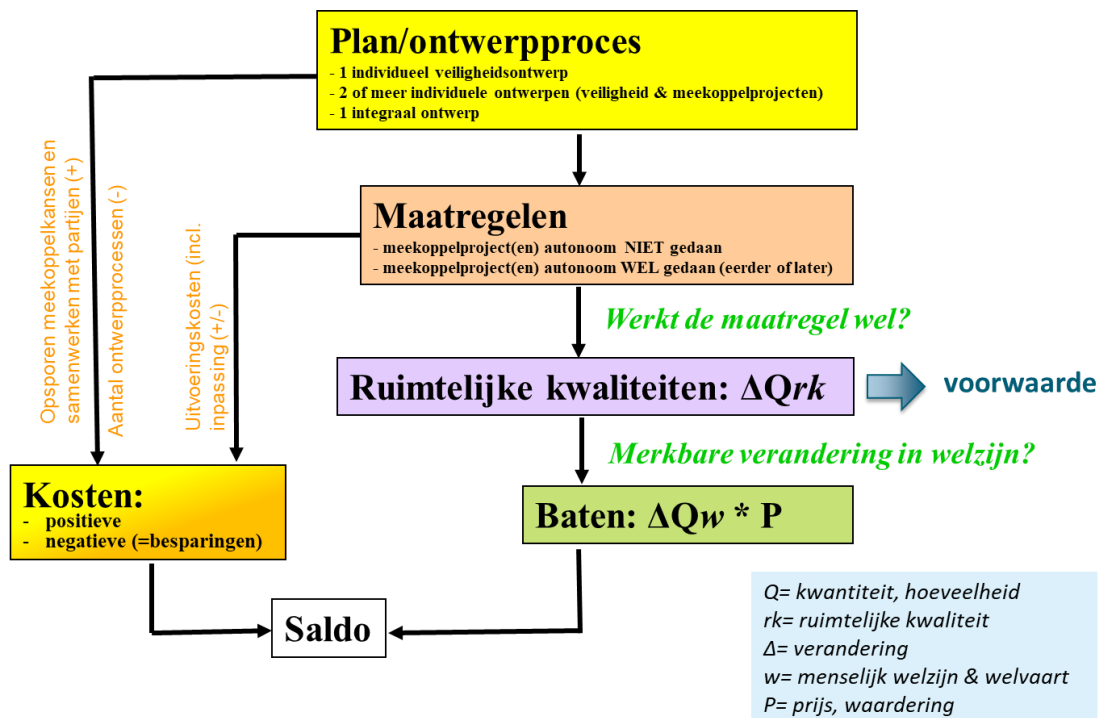 Plan/ontwerpproces
- 1 individueel veiligheidsontwerp
- 2 of meer individuele ontwerpen (veiligheid & meekoppelprojecten)
- 1 integraal ontwerp
Opsporen meekoppelkansen en
samenwerken met partijen (+)
Aantal ontwerpprocessen (-)
Uitvoeringskosten (incl.
inpassing (+/-)
Maatregelen
- meekoppelproject(en) autonoom NIET gedaan
- meekoppelproject(en) autonoom WEL gedaan (eerder of later)
Werkt de maatregel wel?
Ruimtelijke kwaliteiten: ΔQrk
voorwaarde
Merkbare verandering in welzijn?
Kosten:
- positieve
- negatieve (=besparingen)
Baten: ΔQw * P
Saldo
Q= kwantiteit, hoeveelheid
rk= ruimtelijke kwaliteit
Δ= verandering
w= menselijk welzijn & welvaart
P= prijs, waardering